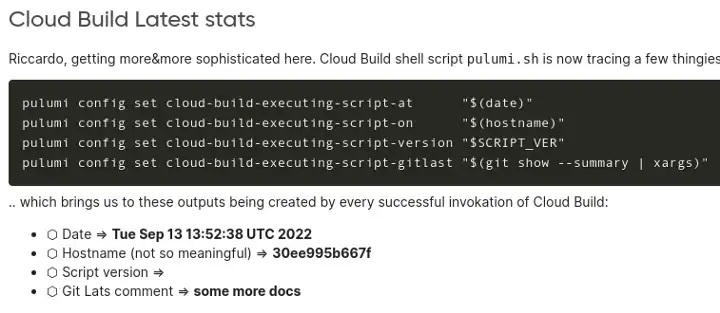 Cloud Build Latest stats
Riccardo, getting more&more sophisticated here. Cloud Build shell script pulumi.sh is now tracing a few thingies
pulumi config set cloud-build-executing-script-at      "$(date)"
pulumi config set cloud-build-executing-script-on      "$(hostname)"
pulumi config set cloud-build-executing-script-version "$SCRIPT_VER"
pulumi config set cloud-build-executing-script-gitlast "$(git show --summary | xargs)"
.. which brings us to these outputs being created by every successful invokation of Cloud Build:
• ⬡ Date ⇒ Tue Sep 13 13:52:38 UTC 2022
• ⬡ Hostname (not so meaningful) ⇒ 30ee995b667f
• ⬡ Script version ⇒
• ⬡ Git Lats comment ⇒ some more docs